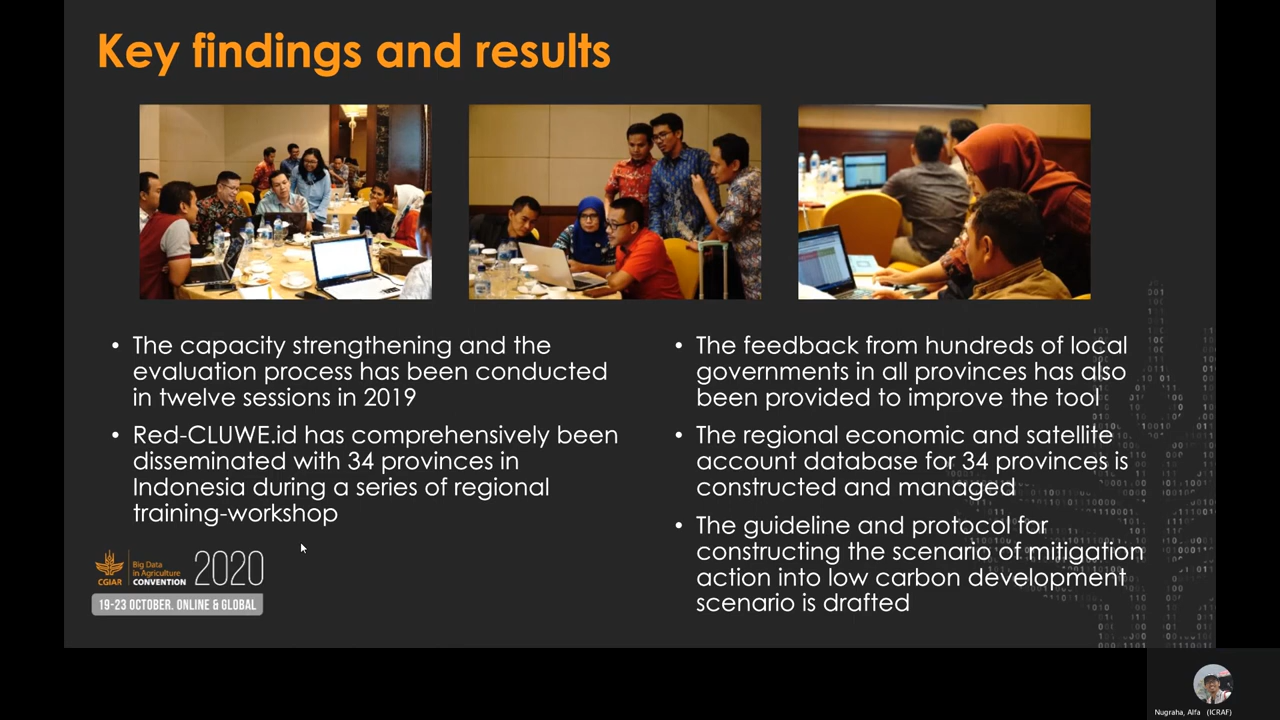 Key findings and results
• The capacity strengthening and the
evaluation process has been conducted
in twelve sessions in 2019
• Red-CLUWE.id has comprehensively been
disseminated with 34 provinces in
Indonesia during a series of regional
training-workshop
• The feedback from hundreds of local
governments in all provinces has also
been provided to improve the tool
• The regional economic and satellite
account database for 34 provinces is
constructed and managed
• The guideline and protocol for
constructing the scenario of mitigation
action into low carbon development
scenario is drafted
CGIAR
Big Data
in Agriculture
CONVENTION
2020
19-23 OCTOBER. ONLINE & GLOBAL
Nugraha, Alfa (ICRAF)